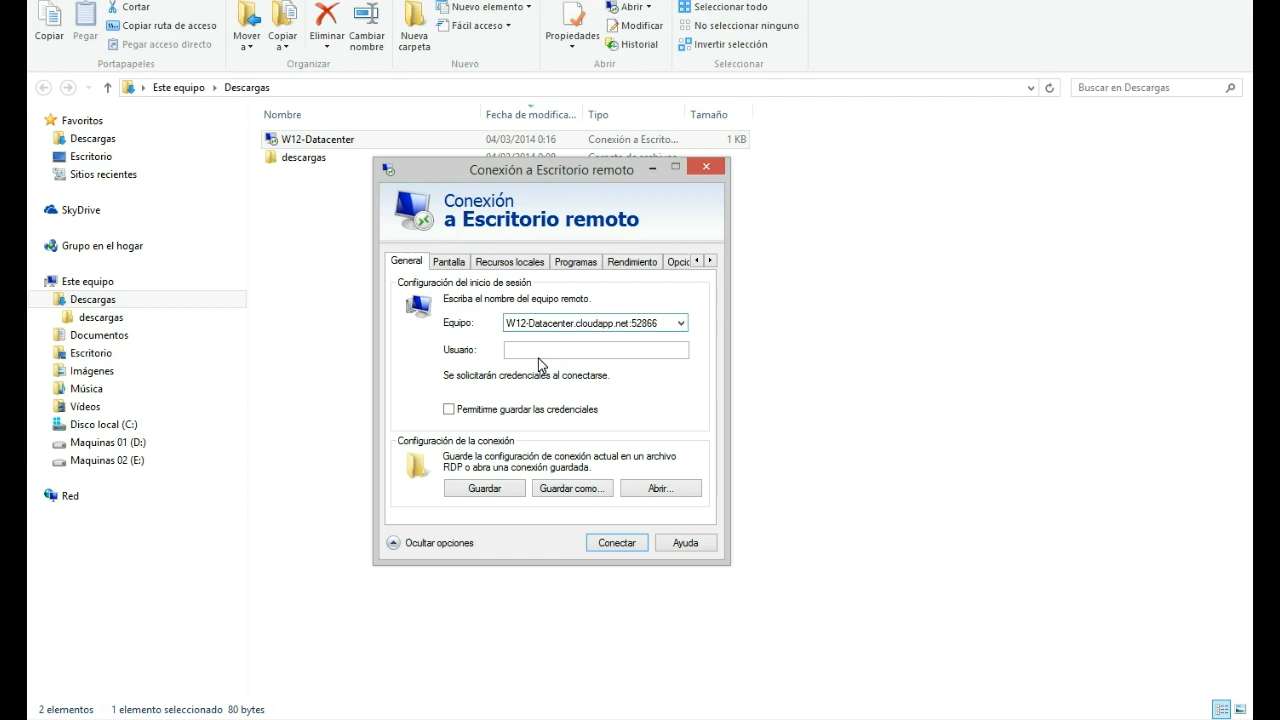 Copiar
Pegar
Cortar
Copiar ruta de acceso
Pegar acceso directo
Portapapeles
Mover a
Copiar a
Eliminar
Cambiar nombre
Organizar
Nueva carpeta
Nuevo elemento
Fácil acceso
Nuevo
Propiedades
Abrir
Modificar
Historial
Abrir
Seleccionar todo
No seleccionar ninguno
Invertir selección
Seleccionar
Este equipo
Descargas
Buscar en Descargas
Nombre
Fecha de modifica...
Tipo
Tamaño
W12-Datacenter
04/03/2014 0:16
Conexión a Escrito...
1 KB
descargas
Favoritos
Descargas
Escritorio
Sitios recientes
SkyDrive
Grupo en el hogar
Este equipo
Descargas
descargas
Documentos
Escritorio
Imágenes
Música
Vídeos
Disco local (C:)
Maquinas 01 (D:)
Maquinas 02 (E:)
Red
Conexión a Escritorio remoto
Conexión
a Escritorio remoto
General
Pantalla
Recursos locales
Programas
Rendimiento
Opcic
Configuración del inicio de sesión
Escriba el nombre del equipo remoto.
Equipo:
W12-Datacenter.cloudapp.net:52866
Usuario:
Se solicitarán credenciales al conectarse.
Permitirme guardar las credenciales
Configuración de la conexión
Guarde la configuración de conexión actual en un archivo
RDP o abra una conexión guardada.
Guardar
Guardar como...
Abrir...
Ocultar opciones
Conectar
Ayuda
2 elementos
1 elemento seleccionado 80 bytes